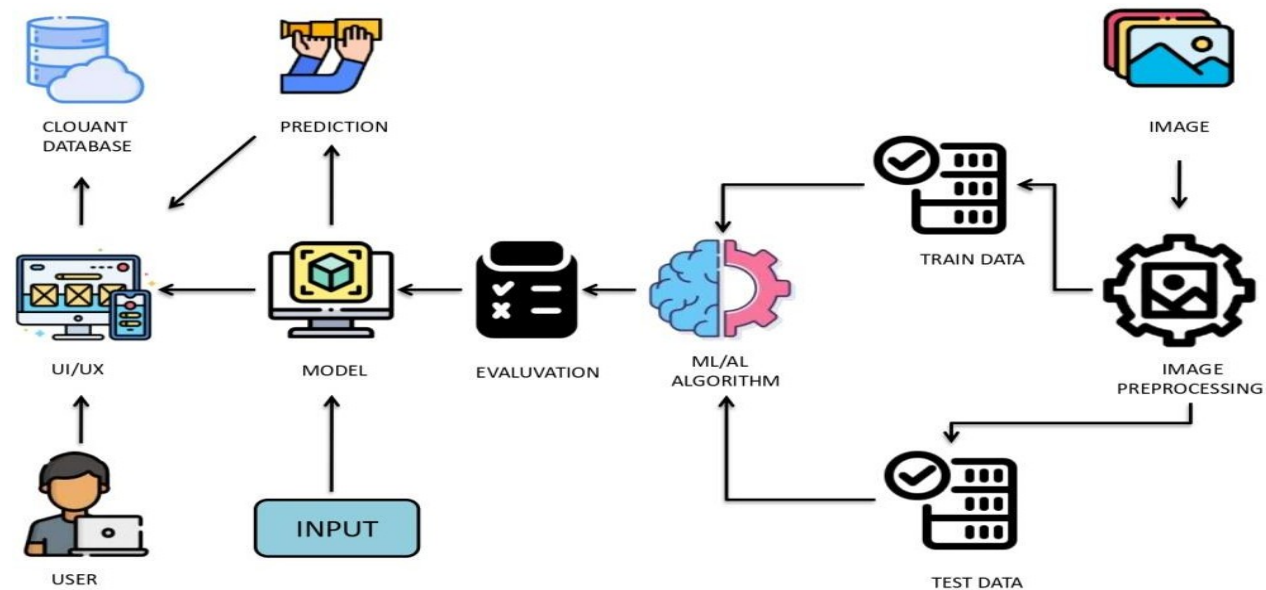 CLOUANT
DATABASE
PREDICTION
IMAGE
TRAIN DATA
UI/UX
MODEL
EVALUVATION
ML/AL
ALGORITHM
IMAGE
PREPROCESSING
INPUT
USER
TEST DATA